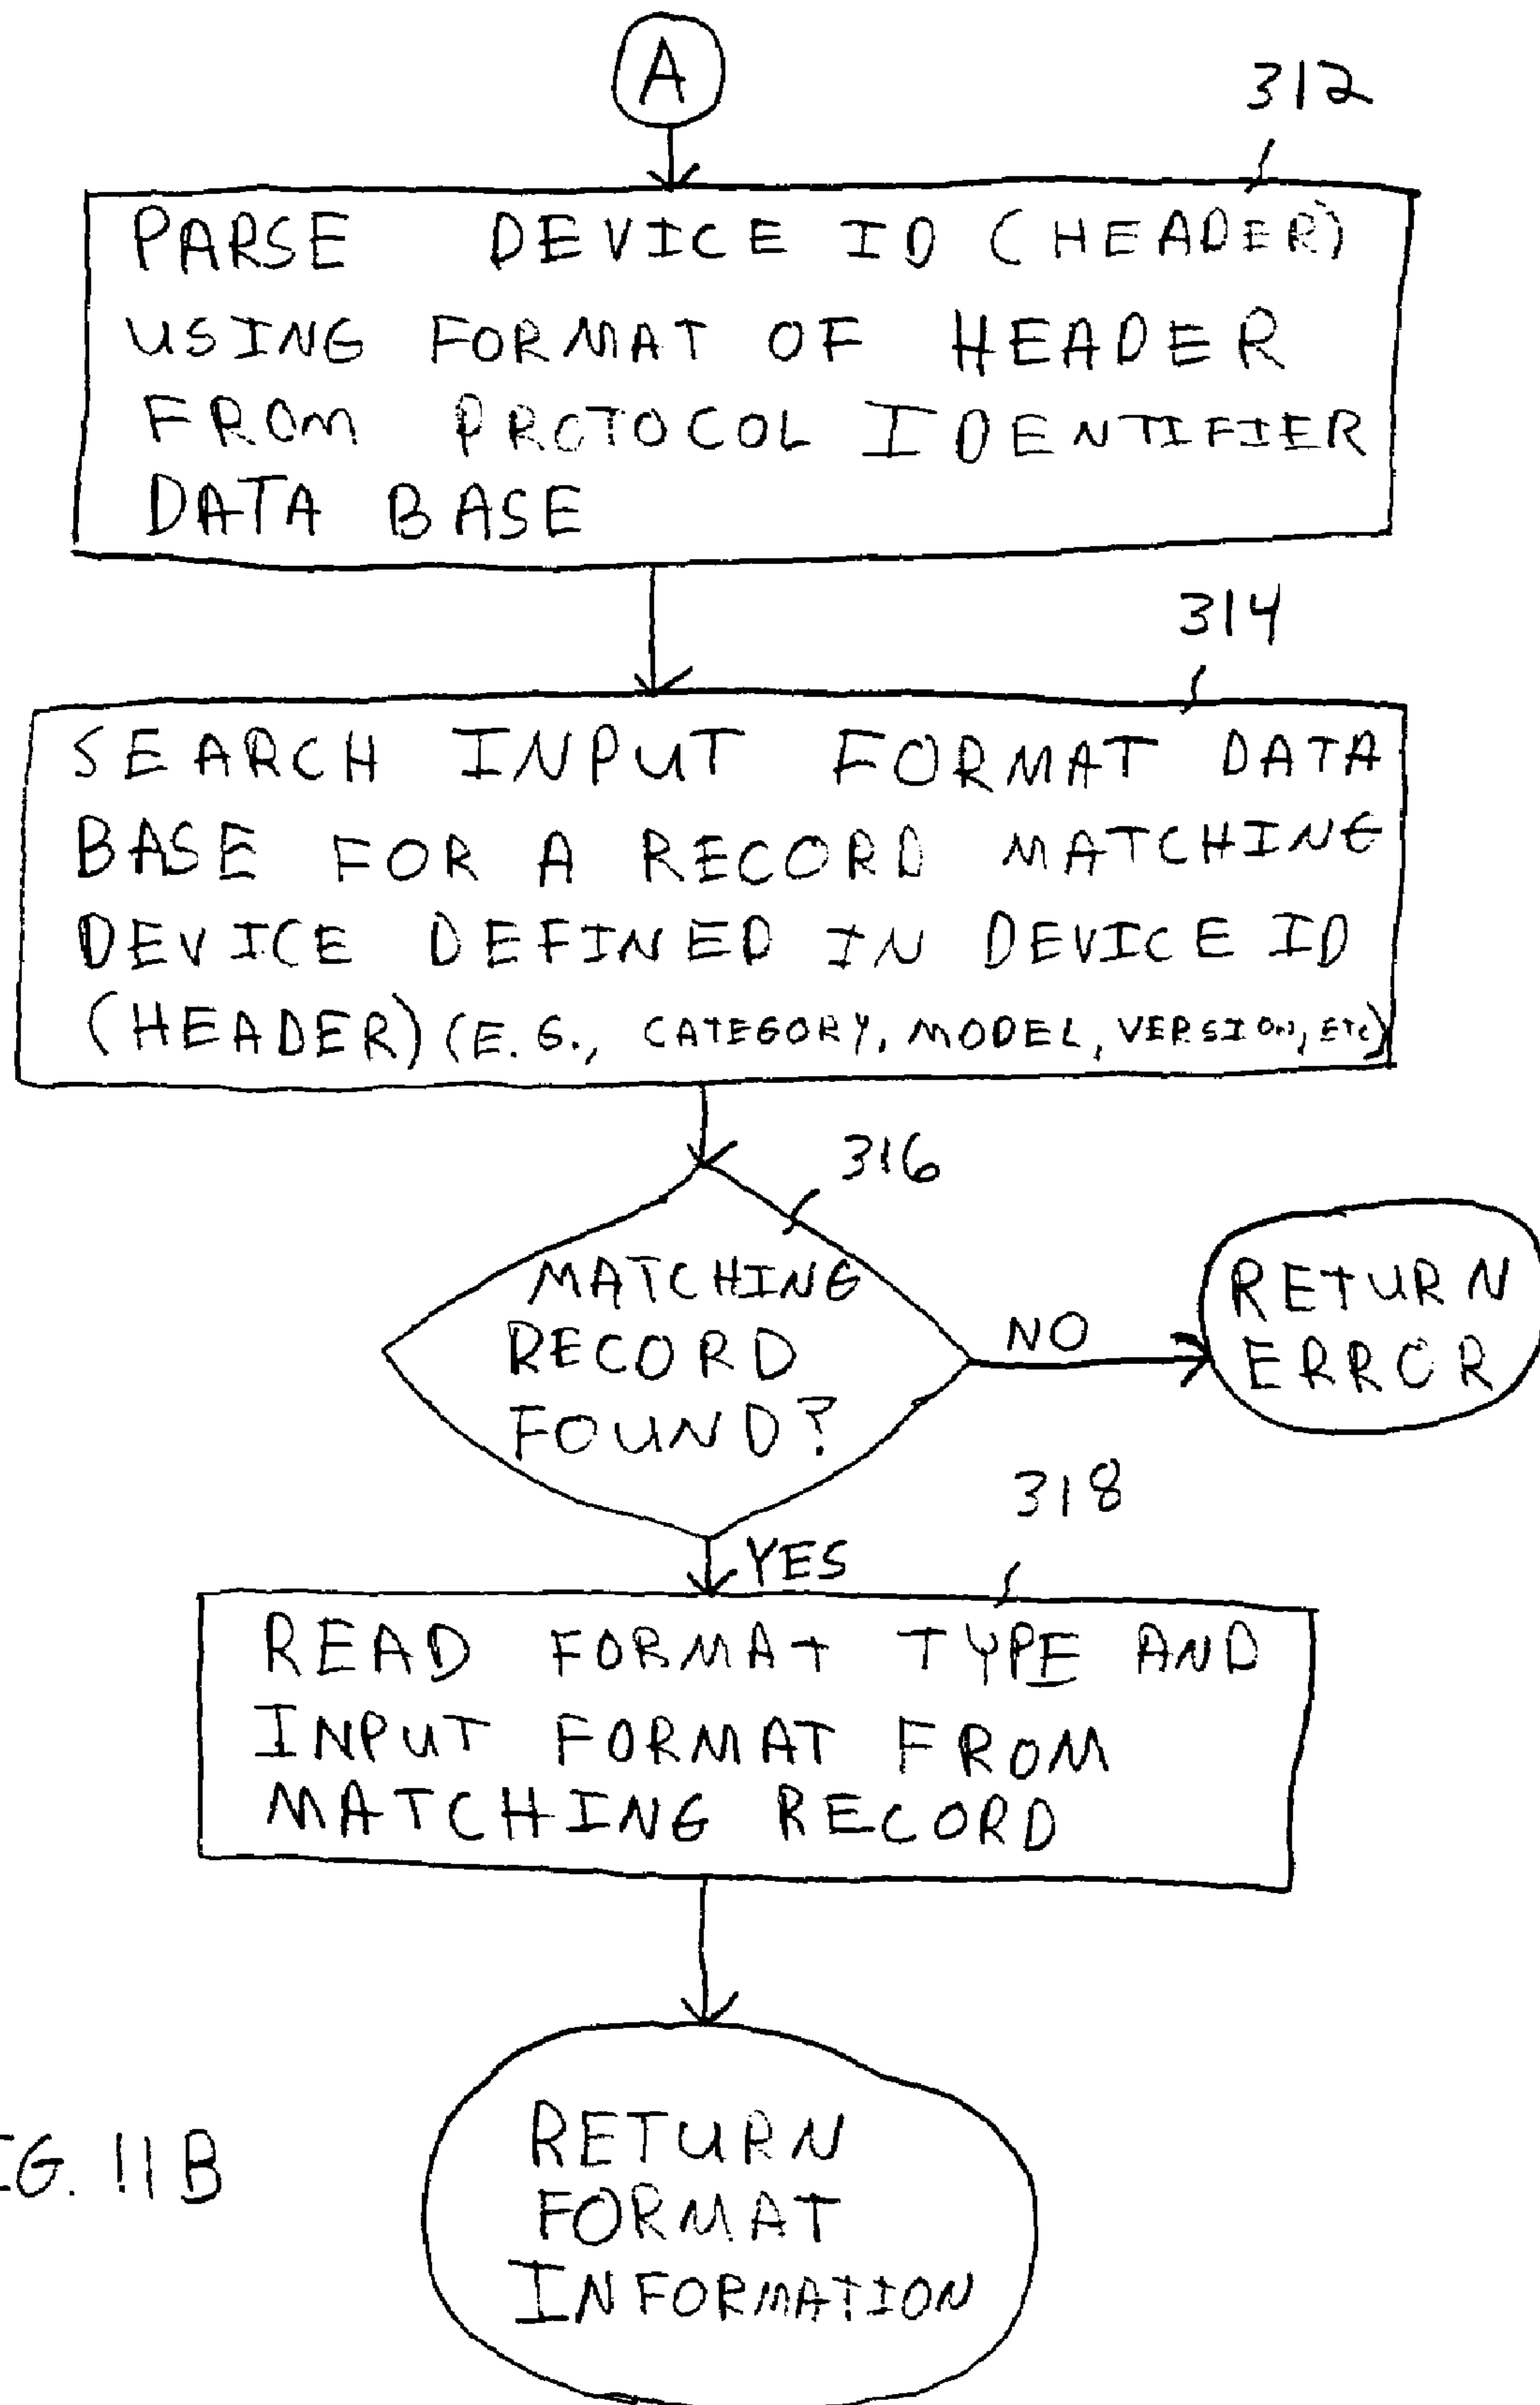 A
312
PARSE DEVICE ID (HEADER)
USING FORMAT OF HEADER
FROM PROTOCOL IDENTIFIER
DATA BASE
314
SEARCH INPUT FORMAT DATA
BASE FOR A RECORD MATCHING
DEVICE DEFINED IN DEVICE ID
(HEADER) (E.G., CATEGORY, MODEL, VERSION, ETC)
316
MATCHING
RECORD
FOUND?
NO
RETURN
ERROR
318
YES
READ FORMAT TYPE AND
INPUT FORMAT FROM
MATCHING RECORD
RETURN
FORMAT
INFORMATION
IG. 11B